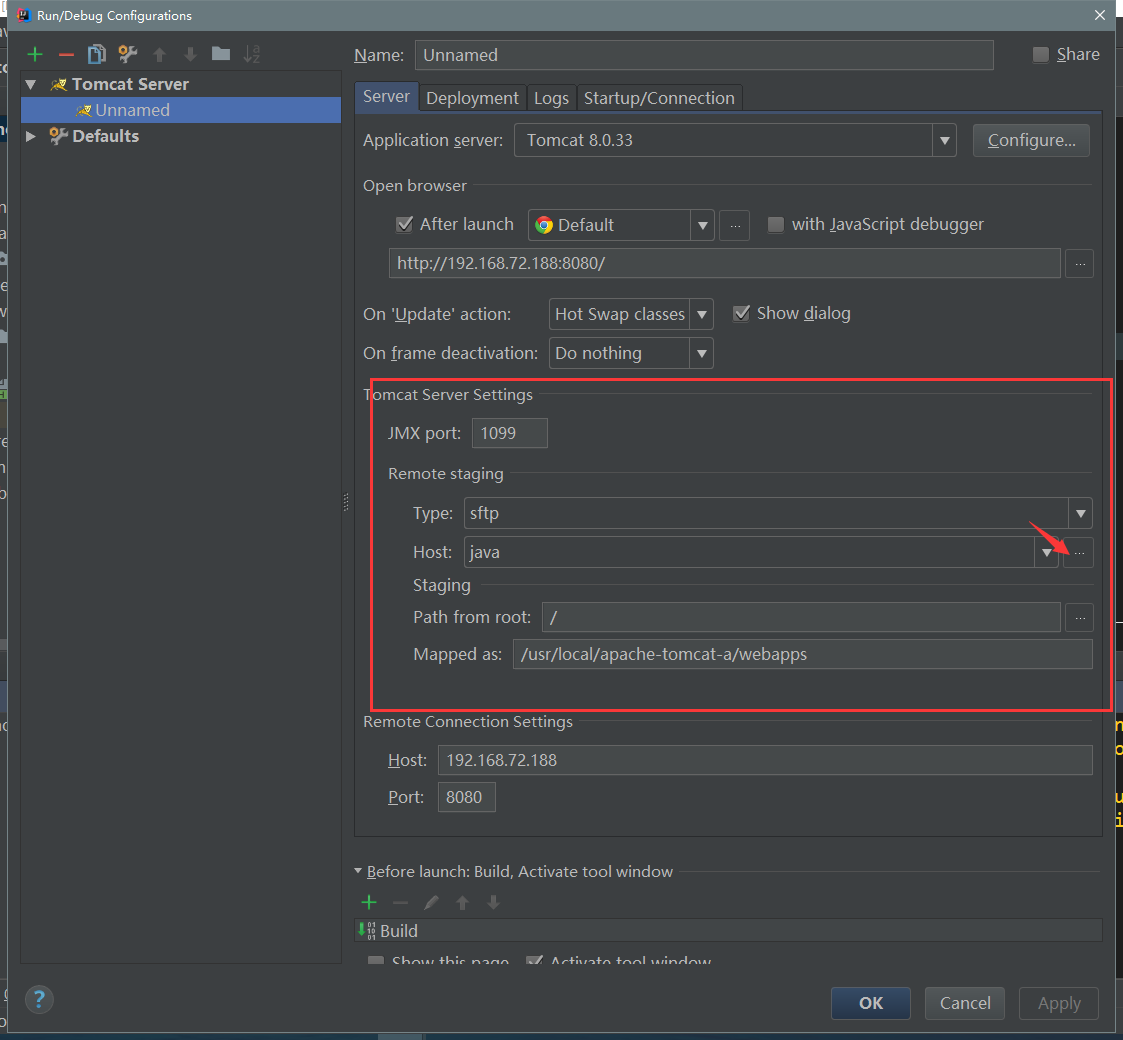 Run/Debug Configurations
Name: Unnamed Share
Tomcat Server
Unnamed
Defaults
Server Deployment Logs Startup/Connection
Application server: Tomcat 8.0.33 Configure...
Open browser
After launch Default ... with JavaScript debugger
http://192.168.72.188:8080/ ...
On 'Update' action: Hot Swap classes Show dialog
On frame deactivation: Do nothing
Tomcat Server Settings
JMX port: 1099
Remote staging
Type: sftp
Host: java ...
Staging
Path from root: / ...
Mapped as: /usr/local/apache-tomcat-a/webapps
Remote Connection Settings
Host: 192.168.72.188
Port: 8080
Before launch: Build, Activate tool window
Build
Show this page Activate tool window
? OK Cancel Apply